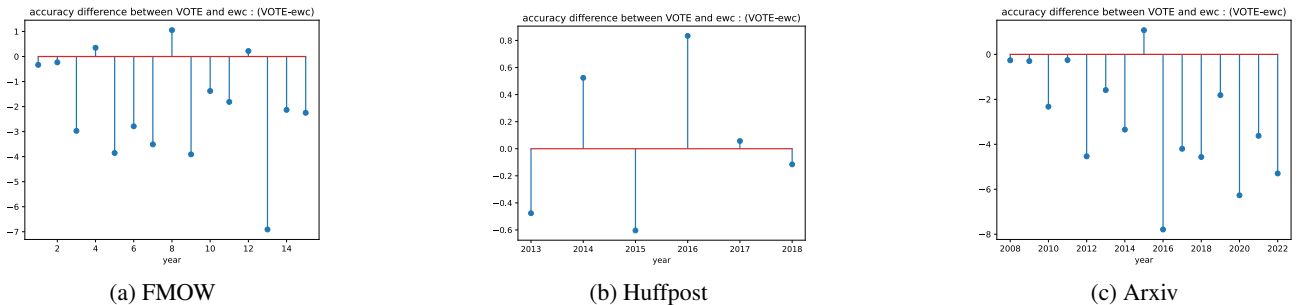 accuracy difference between VOTE and ewc : (VOTE-ewc)
1
0
−1
−2
−3
−4
−5
−6
−7
2 4 6 8 10 12 14
year
(a) FMOW
accuracy difference between VOTE and ewc : (VOTE-ewc)
0.8
0.6
0.4
0.2
0.0
−0.2
−0.4
−0.6
2013 2014 2015 2016 2017 2018
year
(b) Huffpost
accuracy difference between VOTE and ewc : (VOTE-ewc)
0
−2
−4
−6
−8
2008 2010 2012 2014 2016 2018 2020 2022
year
(c) Arxiv